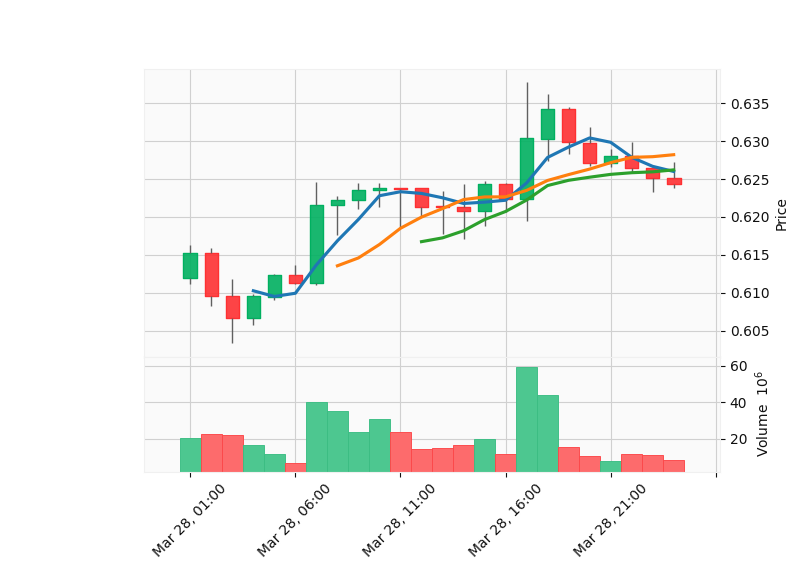 0.635
0.630
0.625
0.620
0.615
0.610
0.605
Price
60
40
20
Volume 10⁶
Mar 28, 01:00
Mar 28, 06:00
Mar 28, 11:00
Mar 28, 16:00
Mar 28, 21:00